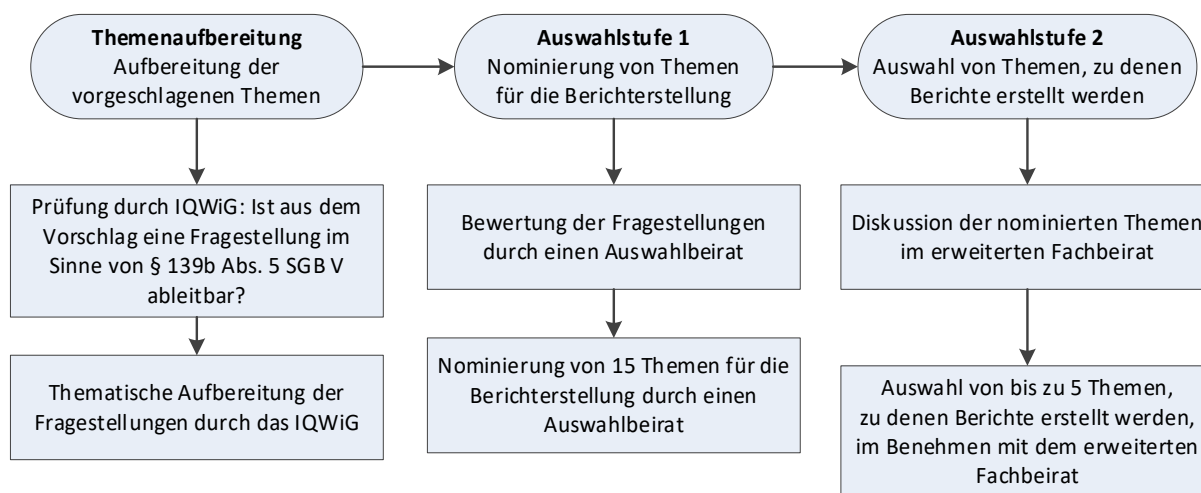 Themenaufbereitung
Aufbereitung der
vorgeschlagenen Themen
Auswahlstufe 1
Nominierung von Themen
für die Berichterstellung
Auswahlstufe 2
Auswahl von Themen, zu denen
Berichte erstellt werden
Prüfung durch IQWiG: Ist aus dem
Vorschlag eine Fragestellung im
Sinne von § 139b Abs. 5 SGB V
ableitbar?
Bewertung der Fragestellungen
durch einen Auswahlbeirat
Diskussion der nominierten Themen
im erweiterten Fachbeirat
Thematische Aufbereitung der
Fragestellungen durch das IQWiG
Nominierung von 15 Themen für die
Berichterstellung durch einen
Auswahlbeirat
Auswahl von bis zu 5 Themen,
zu denen Berichte erstellt werden,
im Benehmen mit dem erweiterten
Fachbeirat